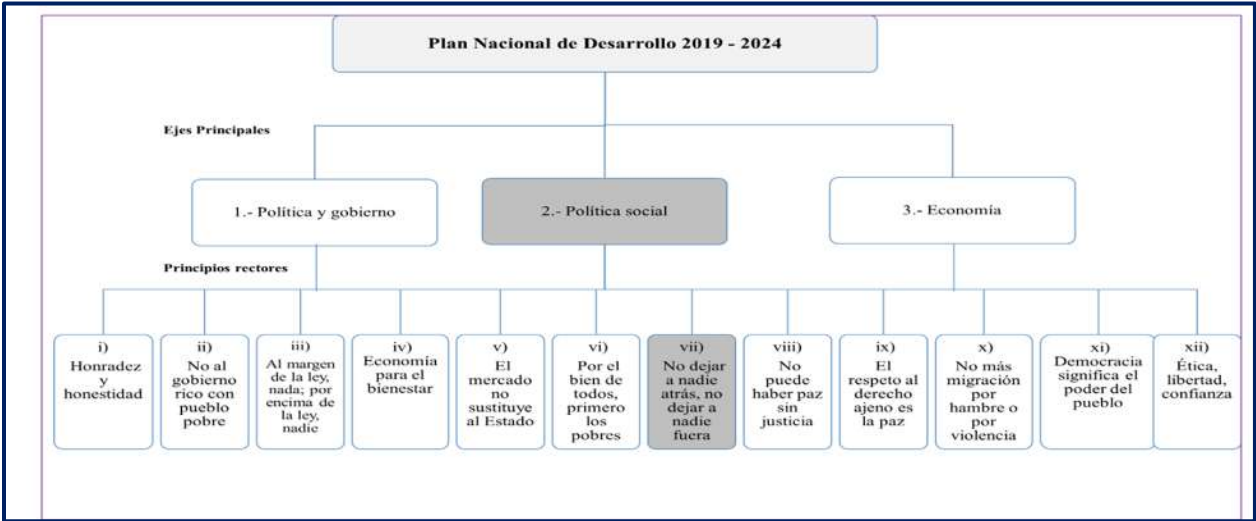 Plan Nacional de Desarrollo 2019 - 2024
Ejes Principales
1.- Política y gobierno
2.- Política social
3.- Economía
Principios rectores
i)
Honradez
y
honestidad
ii)
No al
gobierno
rico con
pueblo
pobre
iii)
Al margen
de la ley,
nada; por
encima de
la ley,
nadie
iv)
Economía
para el
bienestar
v)
El
mercado
no
sustituye
al Estado
vi)
Por el
bien de
todos,
primero
los
pobres
vii)
No dejar
a nadie
atrás, no
dejar a
nadie
fuera
viii)
No
puede
haber paz
sin
justicia
ix)
El
respeto al
derecho
ajeno es
la paz
x)
No más
migración
por
hambre o
por
violencia
xi)
Democracia
significa el
poder del
pueblo
xii)
Ética,
libertad,
confianza